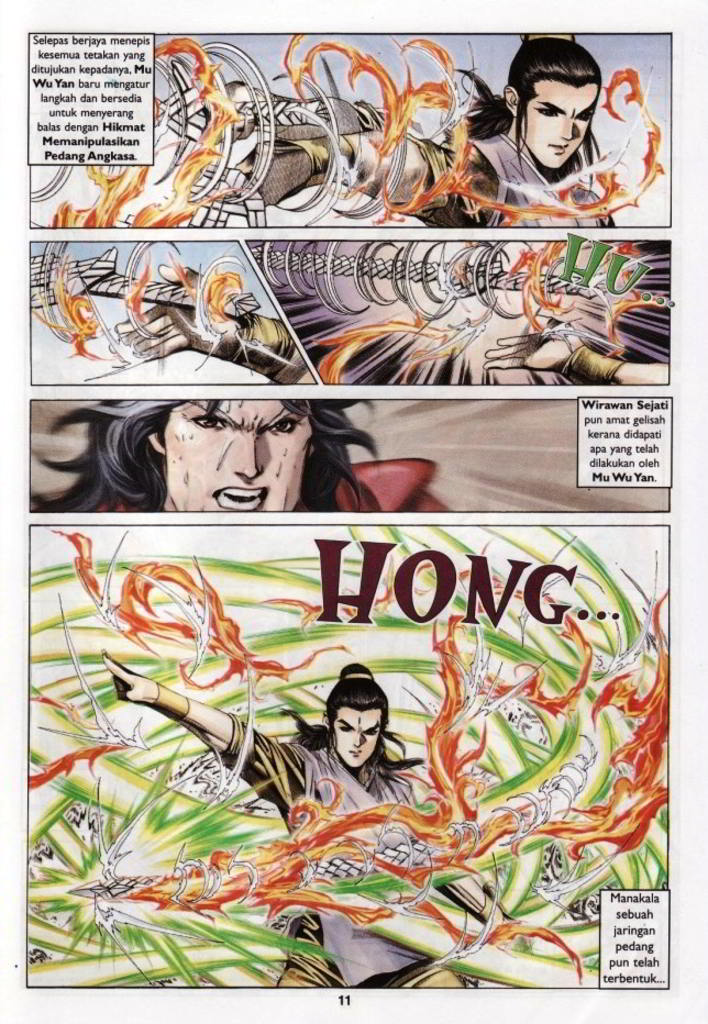 Selepas berjaya menepis
kesemua tetakan yang
ditujukan kepadanya, Mu
Wu Yan baru mengatur
langkah dan bersedia
untuk menyerang
balas dengan Hikmat
Memanipulasikan
Pedang Angkasa.
HU...
Wirawan Sejati
pun amat gelisah
kerana didapati
apa yang telah
dilakukan oleh
Mu Wu Yan.
HONG...
Manakala
sebuah
jaringan
pedang
pun telah
terbentuk...
11